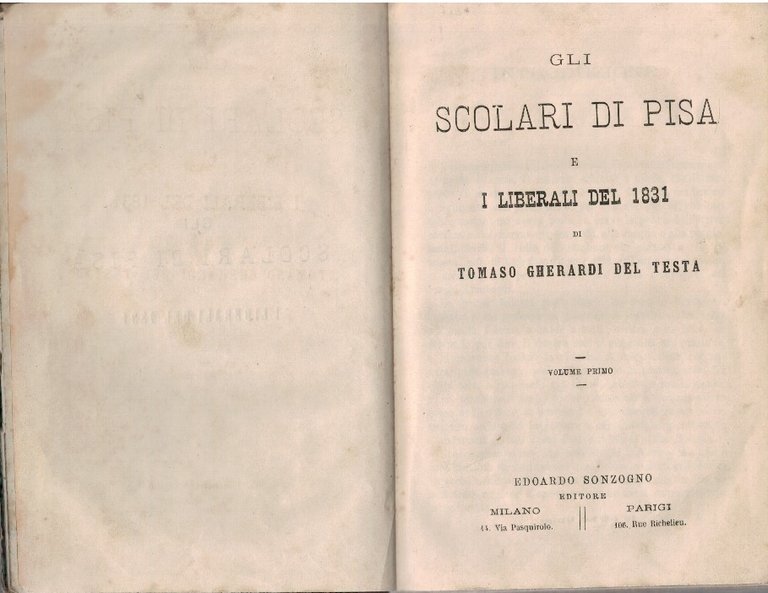 GLI
SCOLARI DI PISA
E
I LIBERALI DEL 1831
DI
TOMASO GHERARDI DEL TESTA
VOLUME PRIMO
EDOARDO SONZOGNO
EDITORE
MILANO
14. Via Pasquirolo.
PARIGI
106. Rue Richelieu.